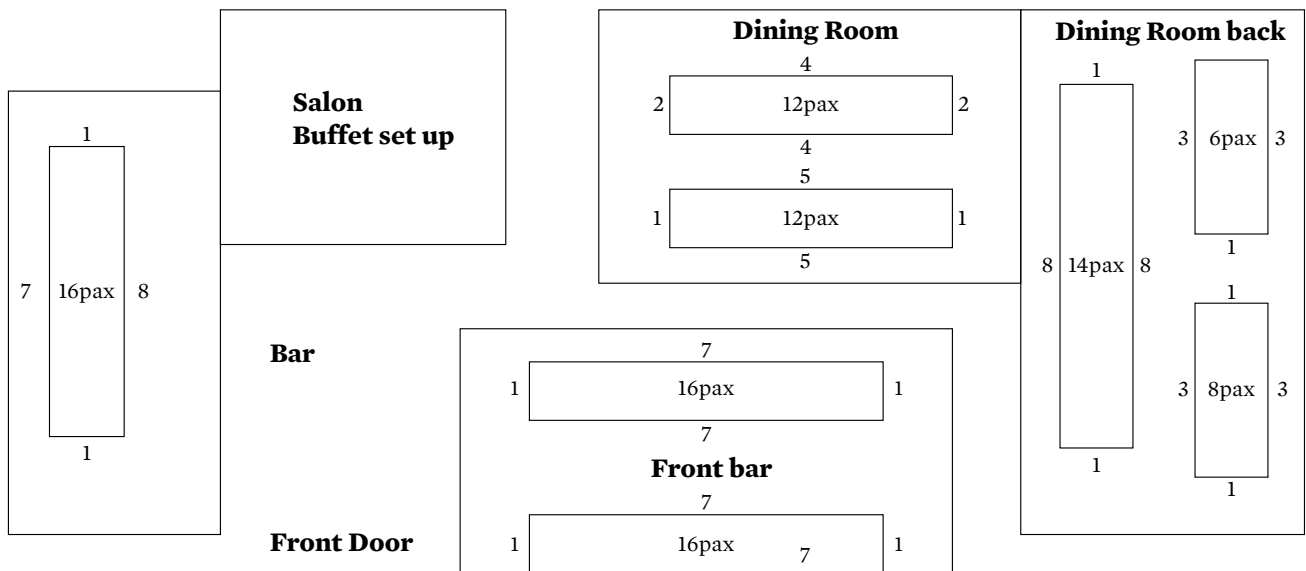 1
7
16pax
8
1
Salon
Buffet set up
Dining Room
4
2
12pax
2
4
5
1
12pax
1
5
Dining Room back
1
8
14pax
8
1
3
6pax
3
1
1
3
8pax
3
1
Bar
7
1
16pax
1
7
Front bar
7
1
16pax
1
7
Front Door